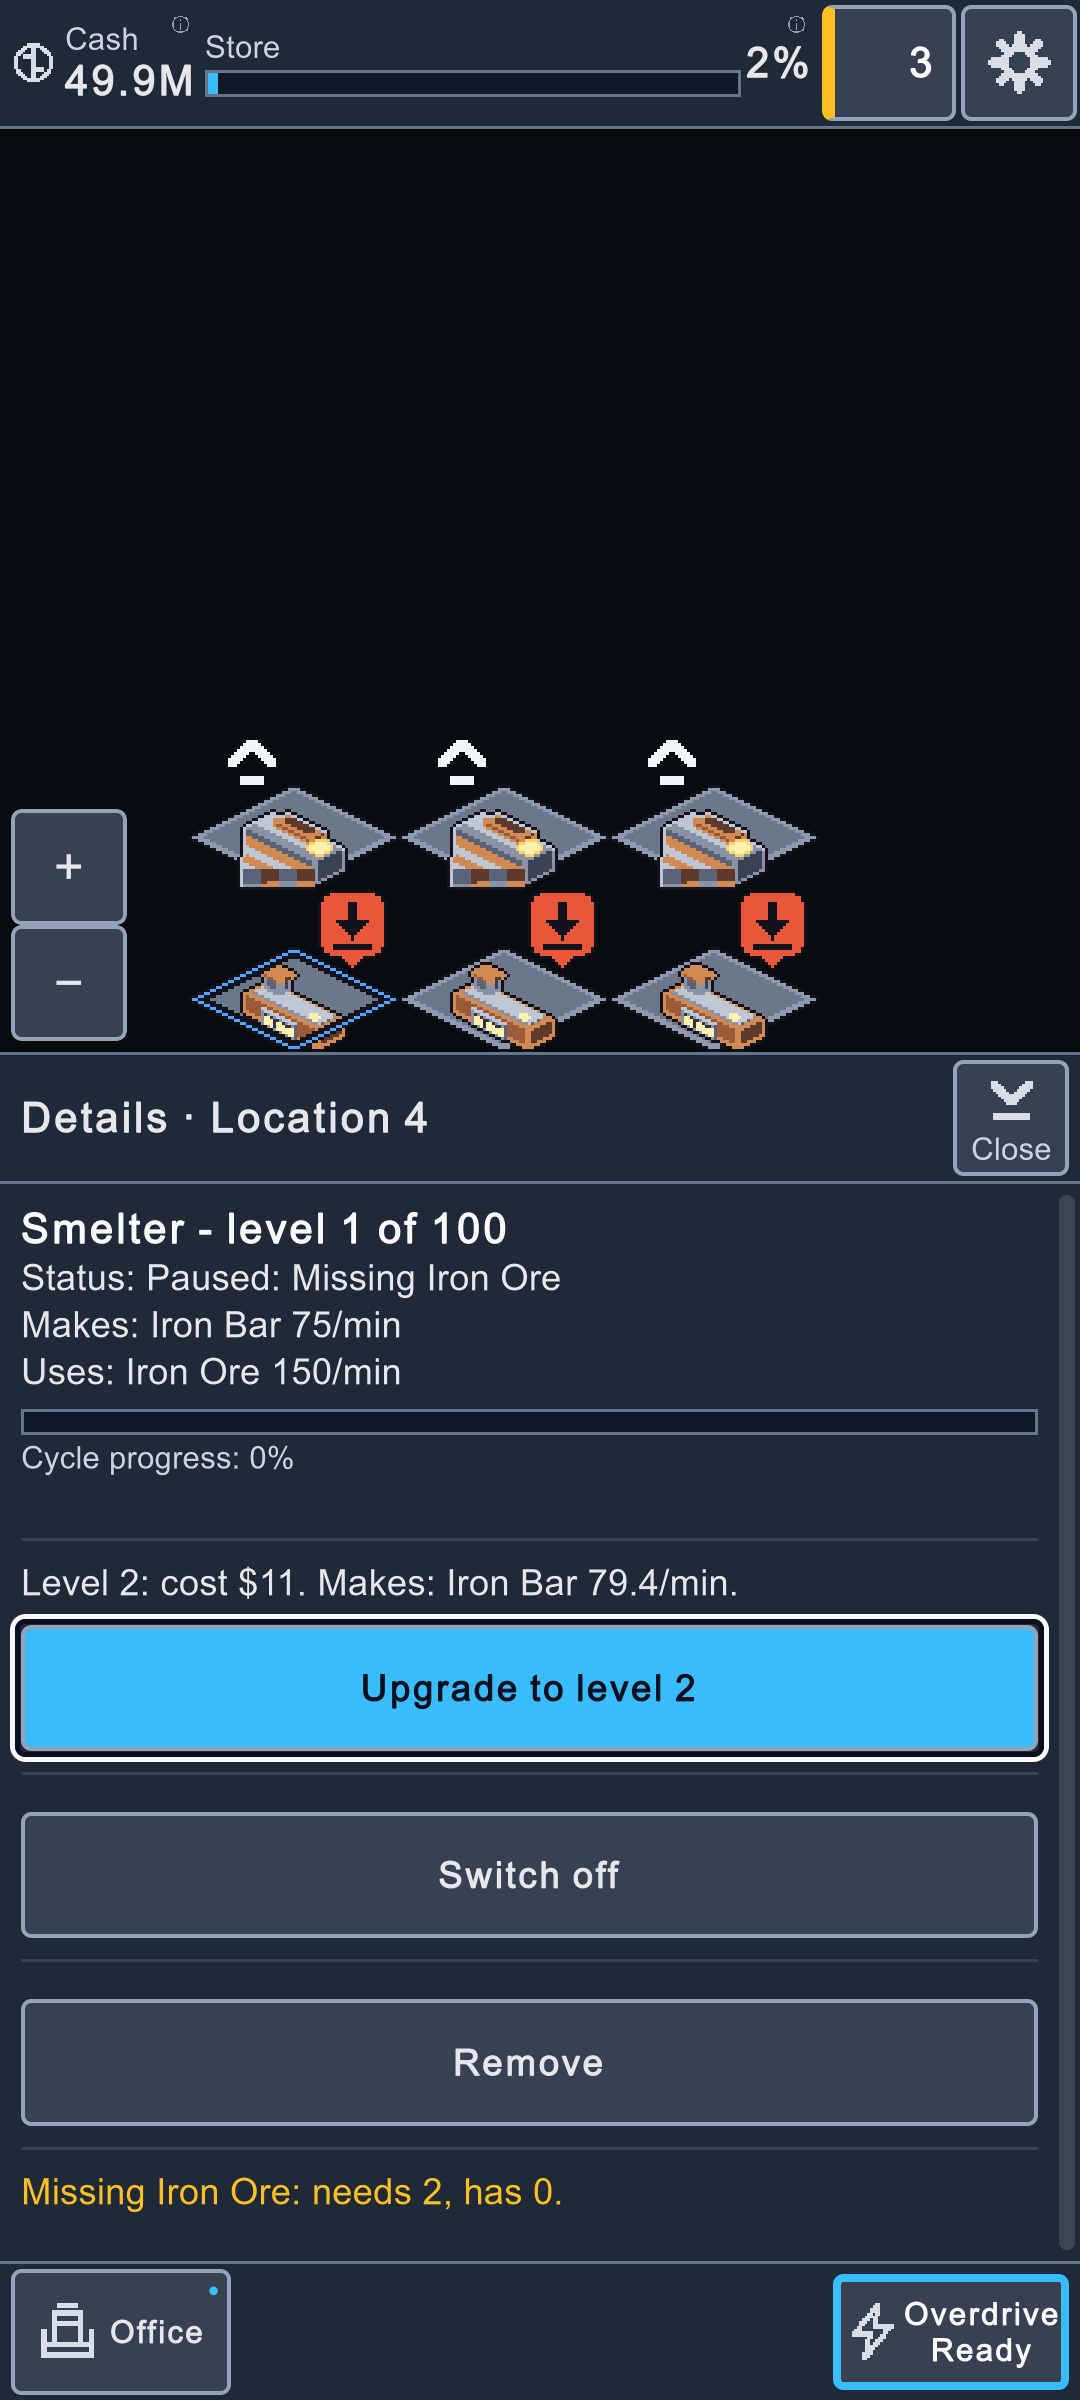 Cash
49.9M
Store
2%
3
+
−
Details · Location 4
Close
Smelter - level 1 of 100
Status: Paused: Missing Iron Ore
Makes: Iron Bar 75/min
Uses: Iron Ore 150/min
Cycle progress: 0%
Level 2: cost $11. Makes: Iron Bar 79.4/min.
Upgrade to level 2
Switch off
Remove
Missing Iron Ore: needs 2, has 0.
Office
Overdrive
Ready